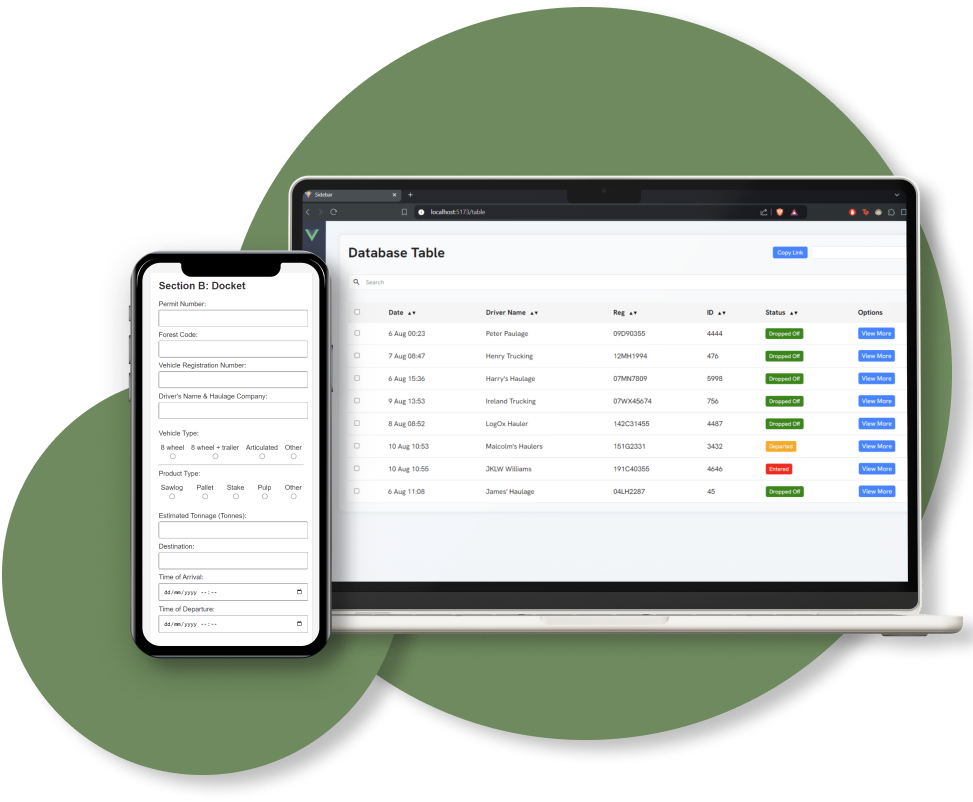 Sidebar
localhost:5173/table
Database Table
Copy Link
Search
Date Driver Name Reg ID Status Options
6 Aug 00:23 Peter Paulage 09D90355 4444 Dropped Off View More
7 Aug 08:47 Henry Trucking 12MH1994 476 Dropped Off View More
6 Aug 15:36 Harry's Haulage 07MN7809 5998 Dropped Off View More
9 Aug 13:53 Ireland Trucking 07WX45674 756 Dropped Off View More
8 Aug 08:52 LogOx Hauler 142C31455 4487 Dropped Off View More
10 Aug 10:53 Malcolm's Haulers 151G2331 3432 Departed View More
10 Aug 10:55 JKLW Williams 191C40355 4646 Entered View More
6 Aug 11:08 James' Haulage 04LH2287 45 Dropped Off View More
Section B: Docket
Permit Number:
Forest Code:
Vehicle Registration Number:
Driver's Name & Haulage Company:
Vehicle Type:
8 wheel 8 wheel + trailer Articulated Other
Product Type:
Sawlog Pallet Stake Pulp Other
Estimated Tonnage (Tonnes):
Destination:
Time of Arrival:
dd/mm/yyyy --:--
Time of Departure:
dd/mm/yyyy --:--